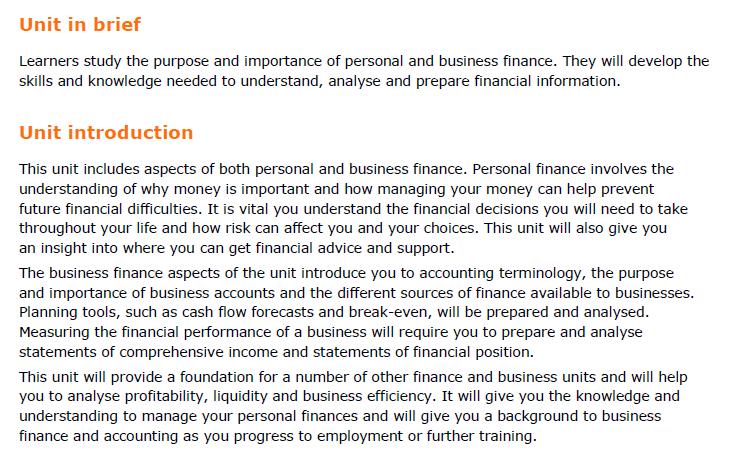 Unit in brief
Learners study the purpose and importance of personal and business finance. They will develop the
skills and knowledge needed to understand, analyse and prepare financial information.
Unit introduction
This unit includes aspects of both personal and business finance. Personal finance involves the
understanding of why money is important and how managing your money can help prevent
future financial difficulties. It is vital you understand the financial decisions you will need to take
throughout your life and how risk can affect you and your choices. This unit will also give you
an insight into where you can get financial advice and support.
The business finance aspects of the unit introduce you to accounting terminology, the purpose
and importance of business accounts and the different sources of finance available to businesses.
Planning tools, such as cash flow forecasts and break-even, will be prepared and analysed.
Measuring the financial performance of a business will require you to prepare and analyse
statements of comprehensive income and statements of financial position.
This unit will provide a foundation for a number of other finance and business units and will help
you to analyse profitability, liquidity and business efficiency. It will give you the knowledge and
understanding to manage your personal finances and will give you a background to business
finance and accounting as you progress to employment or further training.